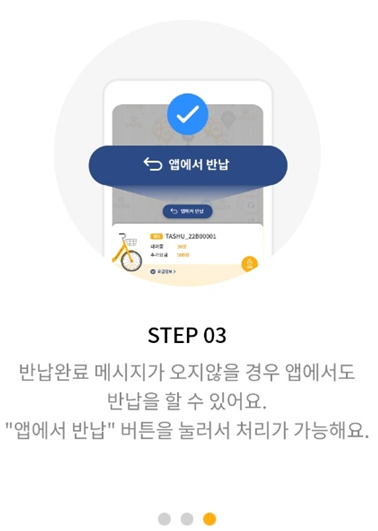 앱에서 반납
앱에서 반납
TASHU_22B00001
STEP 03
반납완료 메시지가 오지않을 경우 앱에서도
반납을 할 수 있어요.
"앱에서 반납" 버튼을 눌러서 처리가 가능해요.